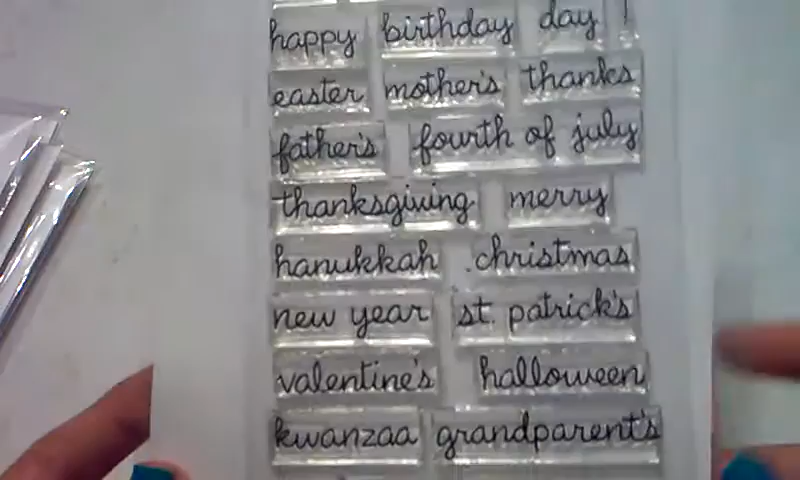 happy birthday day !
easter mother's thanks
father's fourth of july
thanksgiving merry
hanukkah christmas
new year st. patrick's
valentine's halloween
kwanzaa grandparent's